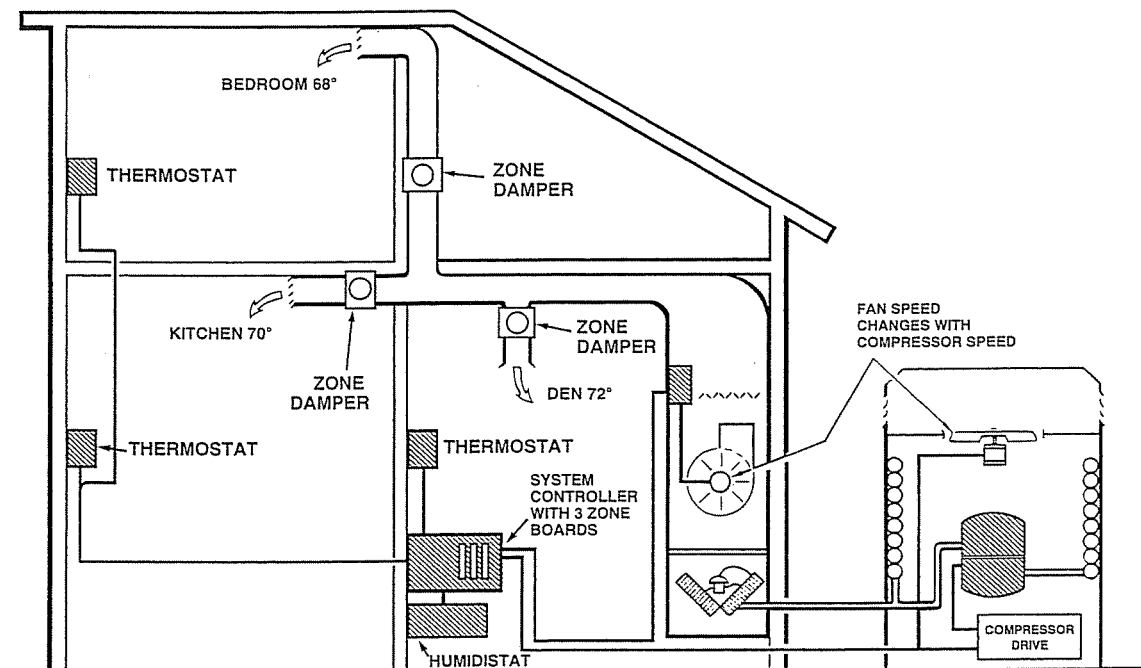 BEDROOM 68°
THERMOSTAT
ZONE
DAMPER
KITCHEN 70°
ZONE
DAMPER
ZONE
DAMPER
DEN 72°
FAN SPEED
CHANGES WITH
COMPRESSOR SPEED
THERMOSTAT
THERMOSTAT
SYSTEM
CONTROLLER
WITH 3 ZONE
BOARDS
HUMIDISTAT
COMPRESSOR
DRIVE